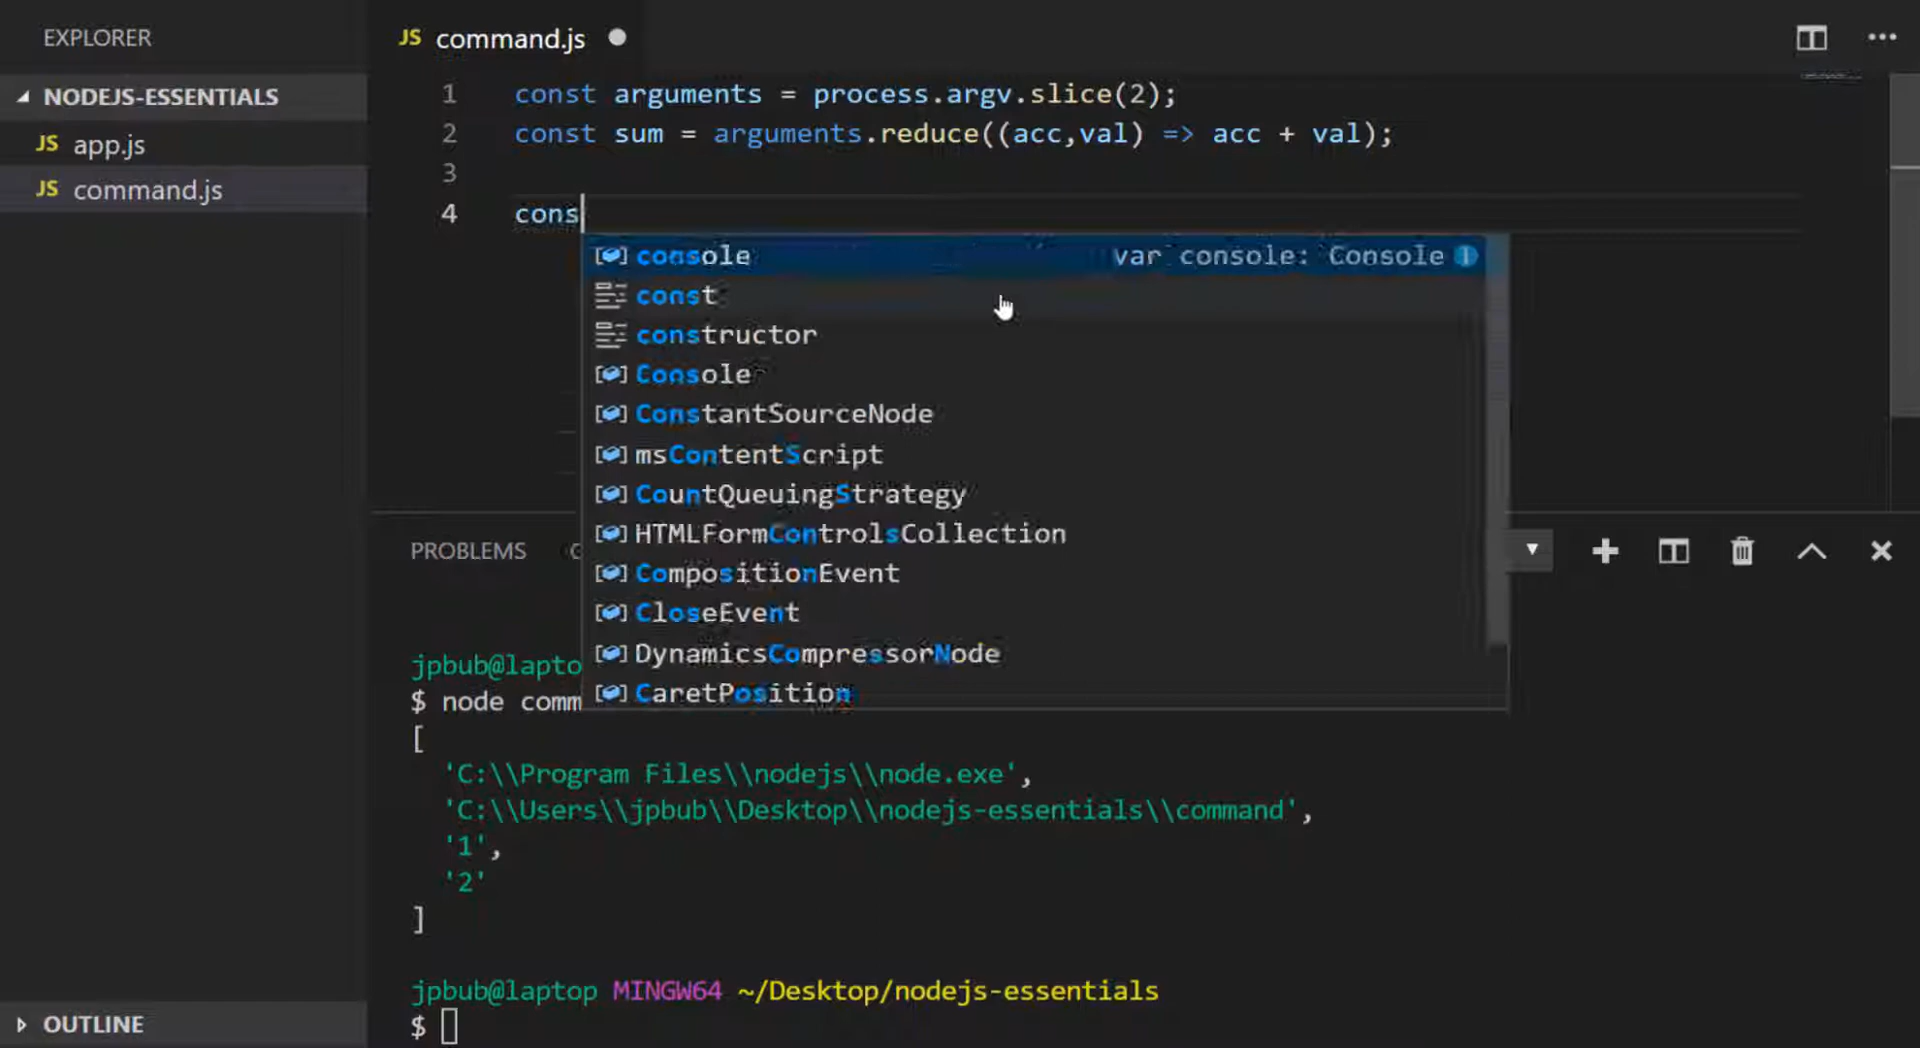 EXPLORER
NODEJS-ESSENTIALS
JS app.js
JS command.js
OUTLINE
JS command.js
1 const arguments = process.argv.slice(2);
2 const sum = arguments.reduce((acc,val) => acc + val);
3
4 cons
console var console: Console
const
constructor
Console
ConstantSourceNode
msContentScript
CountQueuingStrategy
HTMLFormControlsCollection
CompositionEvent
CloseEvent
DynamicsCompressorNode
CaretPosition
PROBLEMS
jpbub@lapto
$ node comm
[
'C:\\Program Files\\nodejs\\node.exe',
'C:\\Users\\jpbub\\Desktop\\nodejs-essentials\\command',
'1',
'2'
]
jpbub@laptop MINGW64 ~/Desktop/nodejs-essentials
$